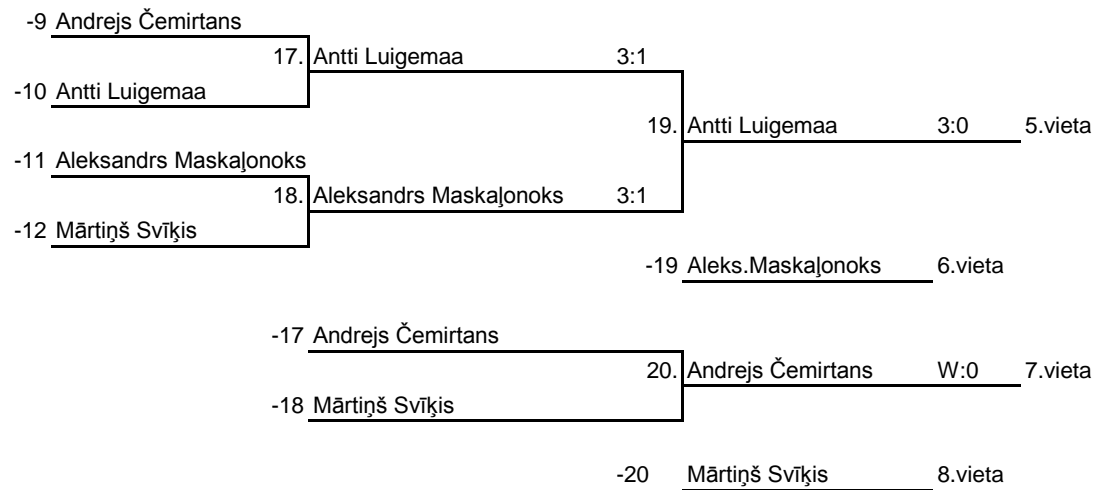 -9 Andrejs Čemirtans
17. Antti Luigemaa 3:1
-10 Antti Luigemaa
19. Antti Luigemaa 3:0 5.vieta
-11 Aleksandrs Maskaļonoks
18. Aleksandrs Maskaļonoks 3:1
-12 Mārtiņš Svīķis
-19 Aleks.Maskaļonoks 6.vieta
-17 Andrejs Čemirtans
20. Andrejs Čemirtans W:0 7.vieta
-18 Mārtiņš Svīķis
-20 Mārtiņš Svīķis 8.vieta